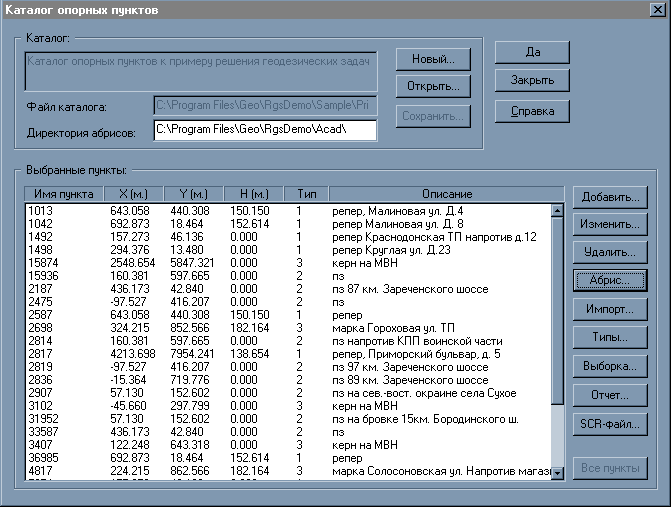 Каталог опорных пунктов
Каталог:
Каталог опорных пунктов к примеру решения геодезических задач
Новый...
Открыть...
Сохранить...
Да
Закрыть
Справка
Файл каталога: C:\Program Files\Geo\RgsDemo\Sample\Pri
Директория абрисов: C:\Program Files\Geo\RgsDemo\Acad\
Выбранные пункты:
Имя пункта X (м.) Y (м.) H (м.) Тип Описание
1013 643.058 440.308 150.150 1 репер, Малиновая ул. Д.4
1042 692.873 18.464 152.614 1 репер Малиновая ул. Д. 8
1492 157.273 46.136 0.000 1 репер Краснодонская ТП напротив д.12
1498 294.376 13.480 0.000 1 репер Круглая ул. Д.23
15874 2548.654 5847.321 0.000 3 керн на МВН
15936 160.381 597.665 0.000 2 пз
2187 436.173 42.840 0.000 2 пз 87 км. Зареченского шоссе
2475 -97.527 416.207 0.000 2 пз
2587 643.058 440.308 150.150 1 репер
2698 324.215 852.566 182.164 3 марка Гороховая ул. ТП
2814 160.381 597.665 0.000 2 пз напротив КПП воинской части
2817 4213.698 7954.241 138.654 1 репер, Приморский бульвар, д. 5
2819 -97.527 416.207 0.000 2 пз 97 км. Зареченского шоссе
2836 -15.364 719.776 0.000 2 пз 89 км. Зареченского шоссе
2907 57.130 152.602 0.000 2 пз на сев.-вост. окраине села Сухое
3102 -45.660 297.799 0.000 3 керн на МВН
31952 57.130 152.602 0.000 2 пз на бровке 15км. Бородинского ш.
33587 436.173 42.840 0.000 2 пз
3407 122.248 643.318 0.000 3 керн на МВН
36985 692.873 18.464 152.614 1 репер
4817 224.215 862.566 182.164 3 марка Солосоновская ул. Напротив магаз
Добавить...
Изменить...
Удалить...
Абрис...
Импорт...
Типы...
Выборка...
Отчет...
SCR-файл...
Все пункты